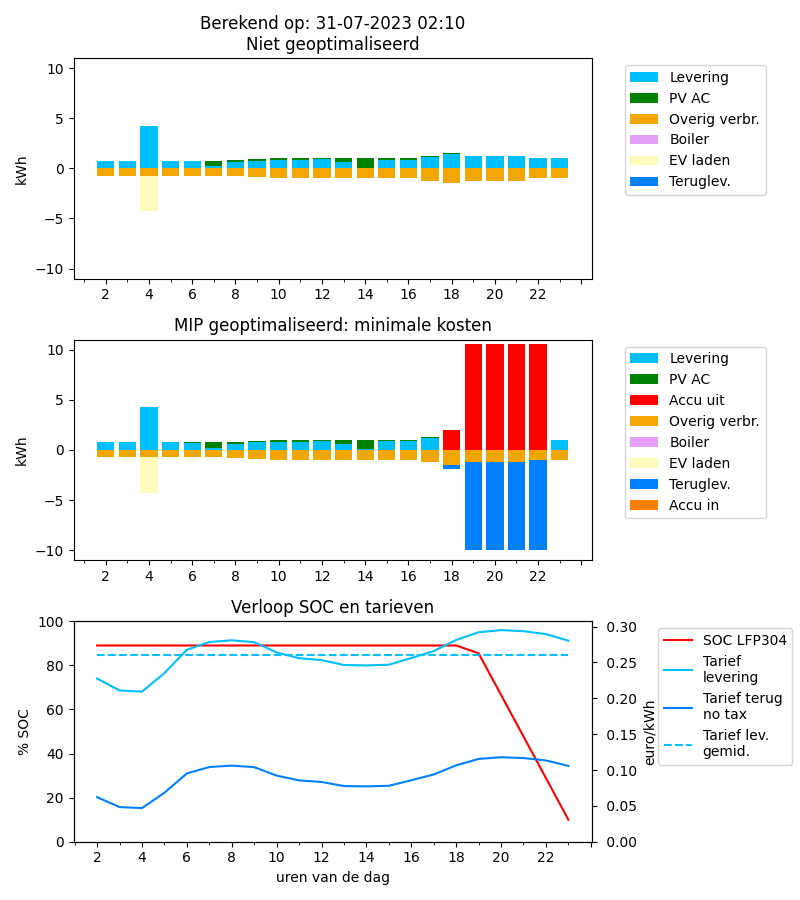 Berekend op: 31-07-2023 02:10
Niet geoptimaliseerd
10
5
0
−5
−10
kWh
2 4 6 8 10 12 14 16 18 20 22
Levering
PV AC
Overig verbr.
Boiler
EV laden
Teruglev.
MIP geoptimaliseerd: minimale kosten
10
5
0
−5
−10
kWh
2 4 6 8 10 12 14 16 18 20 22
Levering
PV AC
Accu uit
Overig verbr.
Boiler
EV laden
Teruglev.
Accu in
Verloop SOC en tarieven
100
80
60
40
20
0
% SOC
2 4 6 8 10 12 14 16 18 20 22
uren van de dag
0.30
0.25
0.20
0.15
0.10
0.05
0.00
euro/kWh
SOC LFP304
Tarief
levering
Tarief terug
no tax
Tarief lev.
gemid.